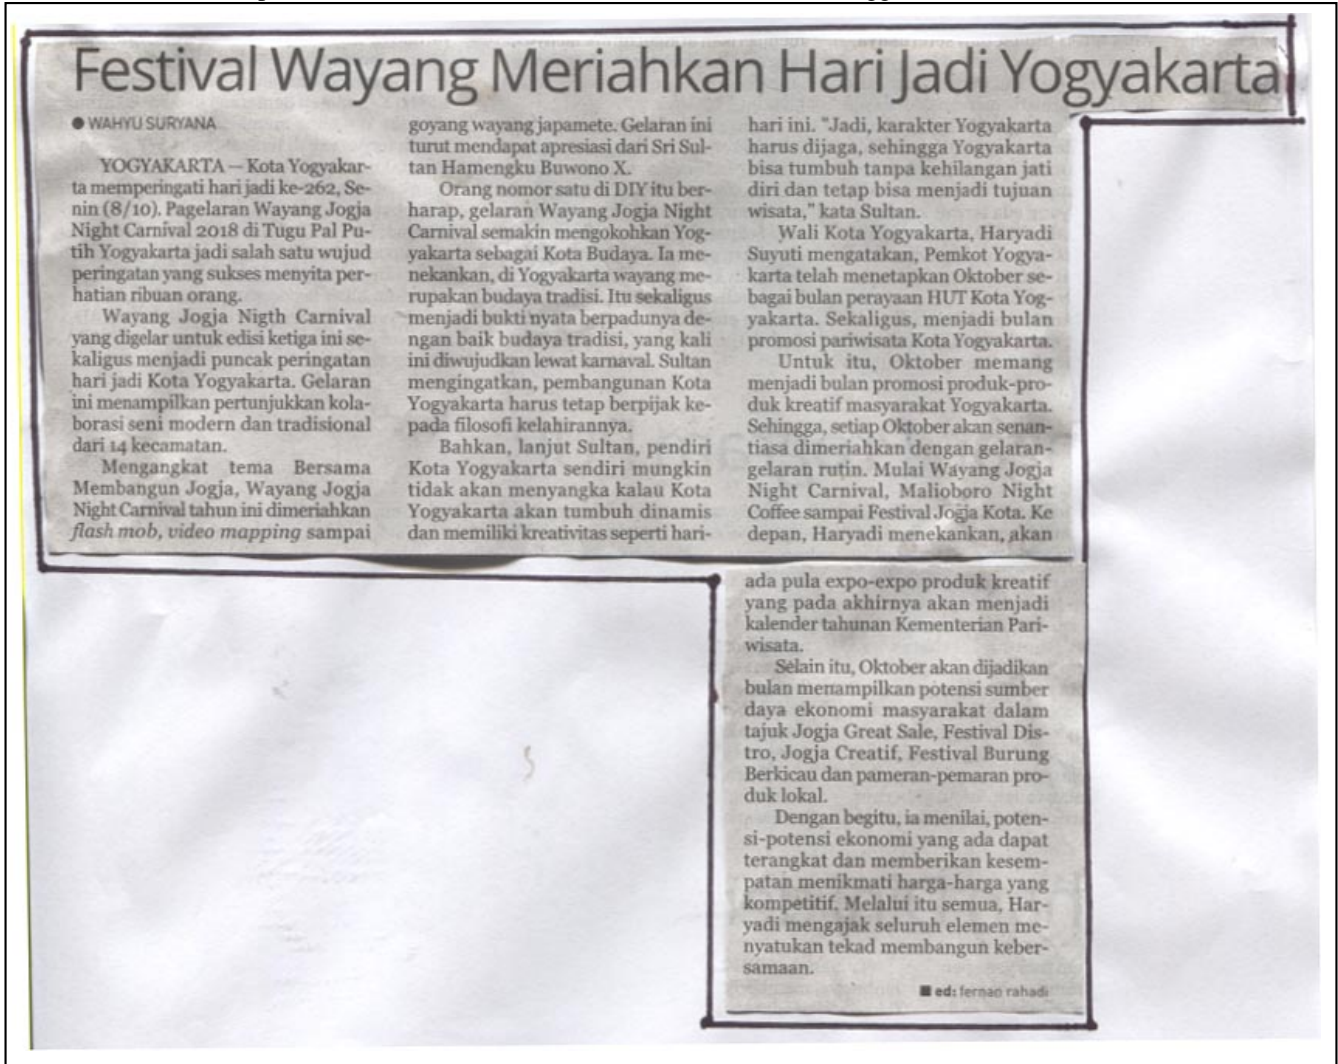 Festival Wayang Meriahkan Hari Jadi Yogyakarta
● WAHYU SURYANA
YOGYAKARTA — Kota Yogyakar-
ta memperingati hari jadi ke-262, Se-
nin (8/10). Pagelaran Wayang Jogja
Night Carnival 2018 di Tugu Pal Pu-
tih Yogyakarta jadi salah satu wujud
peringatan yang sukses menyita per-
hatian ribuan orang.
Wayang Jogja Nigth Carnival
yang digelar untuk edisi ketiga ini se-
kaligus menjadi puncak peringatan
hari jadi Kota Yogyakarta. Gelaran
ini menampilkan pertunjukkan kola-
borasi seni modern dan tradisional
dari 14 kecamatan.
Mengangkat tema Bersama
Membangun Jogja, Wayang Jogja
Night Carnival tahun ini dimeriahkan
flash mob, video mapping sampai
goyang wayang japamete. Gelaran ini
turut mendapat apresiasi dari Sri Sul-
tan Hamengku Buwono X.
Orang nomor satu di DIY itu ber-
harap, gelaran Wayang Jogja Night
Carnival semakin mengokohkan Yog-
yakarta sebagai Kota Budaya. Ia me-
nekankan, di Yogyakarta wayang me-
rupakan budaya tradisi. Itu sekaligus
menjadi bukti nyata berpadunya de-
ngan baik budaya tradisi, yang kali
ini diwujudkan lewat karnaval. Sultan
mengingatkan, pembangunan Kota
Yogyakarta harus tetap berpijak ke-
pada filosofi kelahirannya.
Bahkan, lanjut Sultan, pendiri
Kota Yogyakarta sendiri mungkin
tidak akan menyangka kalau Kota
Yogyakarta akan tumbuh dinamis
dan memiliki kreativitas seperti hari-
hari ini. "Jadi, karakter Yogyakarta
harus dijaga, sehingga Yogyakarta
bisa tumbuh tanpa kehilangan jati
diri dan tetap bisa menjadi tujuan
wisata," kata Sultan.
Wali Kota Yogyakarta, Haryadi
Suyuti mengatakan, Pemkot Yogya-
karta telah menetapkan Oktober se-
bagai bulan perayaan HUT Kota Yog-
yakarta. Sekaligus, menjadi bulan
promosi pariwisata Kota Yogyakarta.
Untuk itu, Oktober memang
menjadi bulan promosi produk-pro-
duk kreatif masyarakat Yogyakarta.
Sehingga, setiap Oktober akan senan-
tiasa dimeriahkan dengan gelaran-
gelaran rutin. Mulai Wayang Jogja
Night Carnival, Malioboro Night
Coffee sampai Festival Jogja Kota. Ke
depan, Haryadi menekankan, akan
ada pula expo-expo produk kreatif
yang pada akhirnya akan menjadi
kalender tahunan Kementerian Pari-
wisata.
Selain itu, Oktober akan dijadikan
bulan menampilkan potensi sumber
daya ekonomi masyarakat dalam
tajuk Jogja Great Sale, Festival Dis-
tro, Jogja Creatif, Festival Burung
Berkicau dan pameran-pemaran pro-
duk lokal.
Dengan begitu, ia menilai, poten-
si-potensi ekonomi yang ada dapat
terangkat dan memberikan kesem-
patan menikmati harga-harga yang
kompetitif. Melalui itu semua, Har-
yadi mengajak seluruh elemen me-
nyatukan tekad membangun keber-
samaan.
■ ed: fernan rahadi